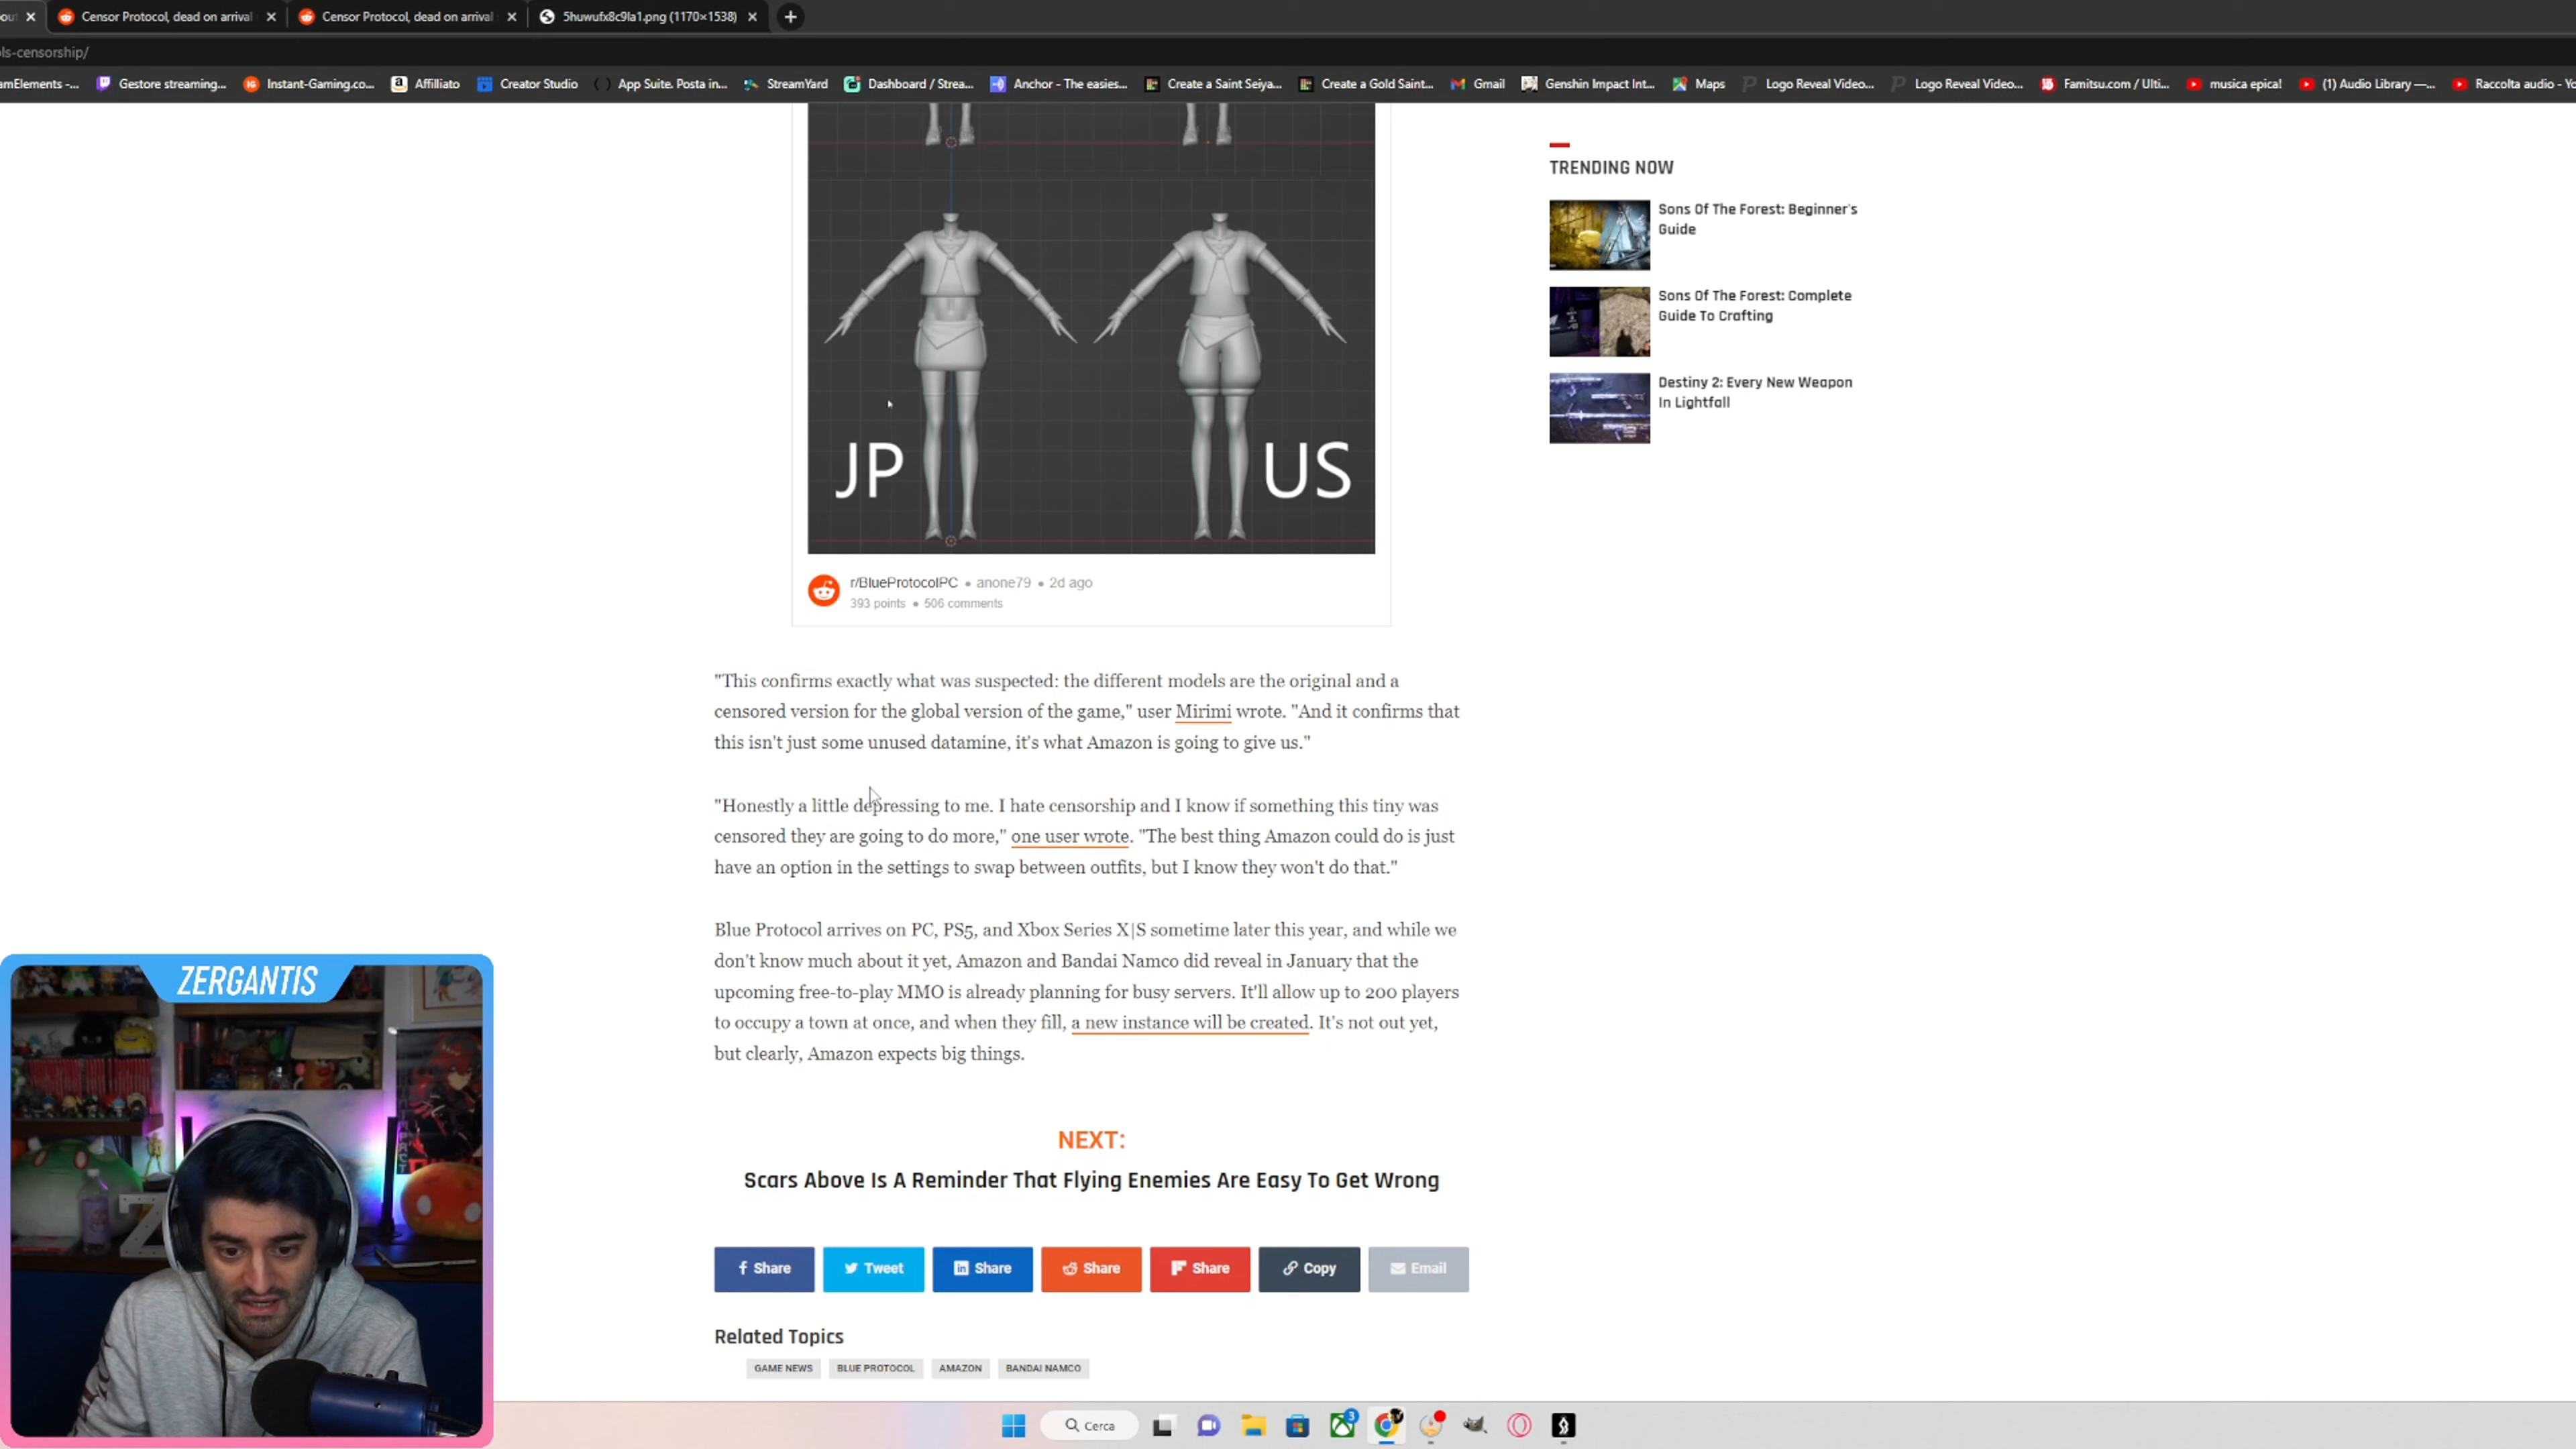 Censor Protocol, dead on arrival
Censor Protocol, dead on arrival
5huwufx8c9la1.png (1170×1538)
ols-censorship/
amElements -...
Gestore streaming...
Instant-Gaming.co...
Affiliato
Creator Studio
App Suite. Posta in...
StreamYard
Dashboard / Strea...
Anchor - The easies...
Create a Saint Seiya...
Create a Gold Saint...
Gmail
Genshin Impact Int...
Maps
Logo Reveal Video...
Logo Reveal Video...
Famitsu.com / Ulti...
musica epica!
(1) Audio Library —...
Raccolta audio - Yo
JP
US
r/BlueProtocolPC • anone79 • 2d ago
393 points • 506 comments
TRENDING NOW
Sons Of The Forest: Beginner's
Guide
Sons Of The Forest: Complete
Guide To Crafting
Destiny 2: Every New Weapon
In Lightfall
"This confirms exactly what was suspected: the different models are the original and a
censored version for the global version of the game," user Mirimi wrote. "And it confirms that
this isn't just some unused datamine, it's what Amazon is going to give us."
"Honestly a little depressing to me. I hate censorship and I know if something this tiny was
censored they are going to do more," one user wrote. "The best thing Amazon could do is just
have an option in the settings to swap between outfits, but I know they won't do that."
Blue Protocol arrives on PC, PS5, and Xbox Series X|S sometime later this year, and while we
don't know much about it yet, Amazon and Bandai Namco did reveal in January that the
upcoming free-to-play MMO is already planning for busy servers. It'll allow up to 200 players
to occupy a town at once, and when they fill, a new instance will be created. It's not out yet,
but clearly, Amazon expects big things.
NEXT:
Scars Above Is A Reminder That Flying Enemies Are Easy To Get Wrong
Share
Tweet
Share
Share
Share
Copy
Email
Related Topics
GAME NEWS
BLUE PROTOCOL
AMAZON
BANDAI NAMCO
ZERGANTIS
Cerca
3